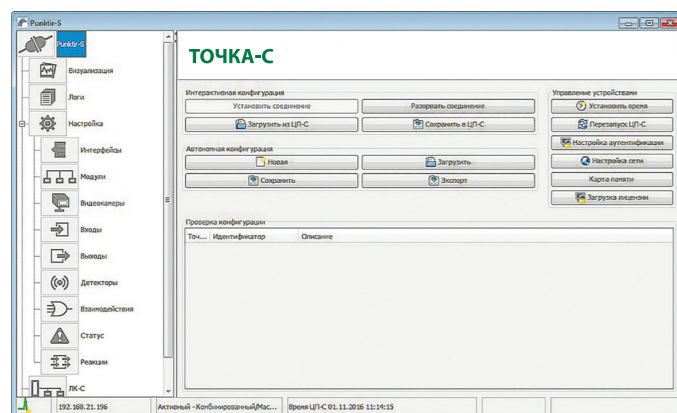 Punktir-S
Punktir-S
Визуализация
Логи
Настройка
Интерфейсы
Модули
Видеокамеры
Входы
Выходы
Детекторы
Взаимодействия
Статус
Реакции
ЛК-С
ТОЧКА-С
Интерактивная конфигурация
Установить соединение
Разорвать соединение
Загрузить из ЦП-С
Сохранить в ЦП-С
Автономная конфигурация
Новая
Загрузить
Сохранить
Экспорт
Управление устройствами
Установить время
Перезапуск ЦП-С
Настройка аутентификации
Настройка сети
Карта памяти
Загрузка лицензии
Проверка конфигурации
Точ... Идентификатор Описание
192.168.21.196 Активный - Комбинированный/Мас... Время ЦП-С 01.11.2016 11:14:15